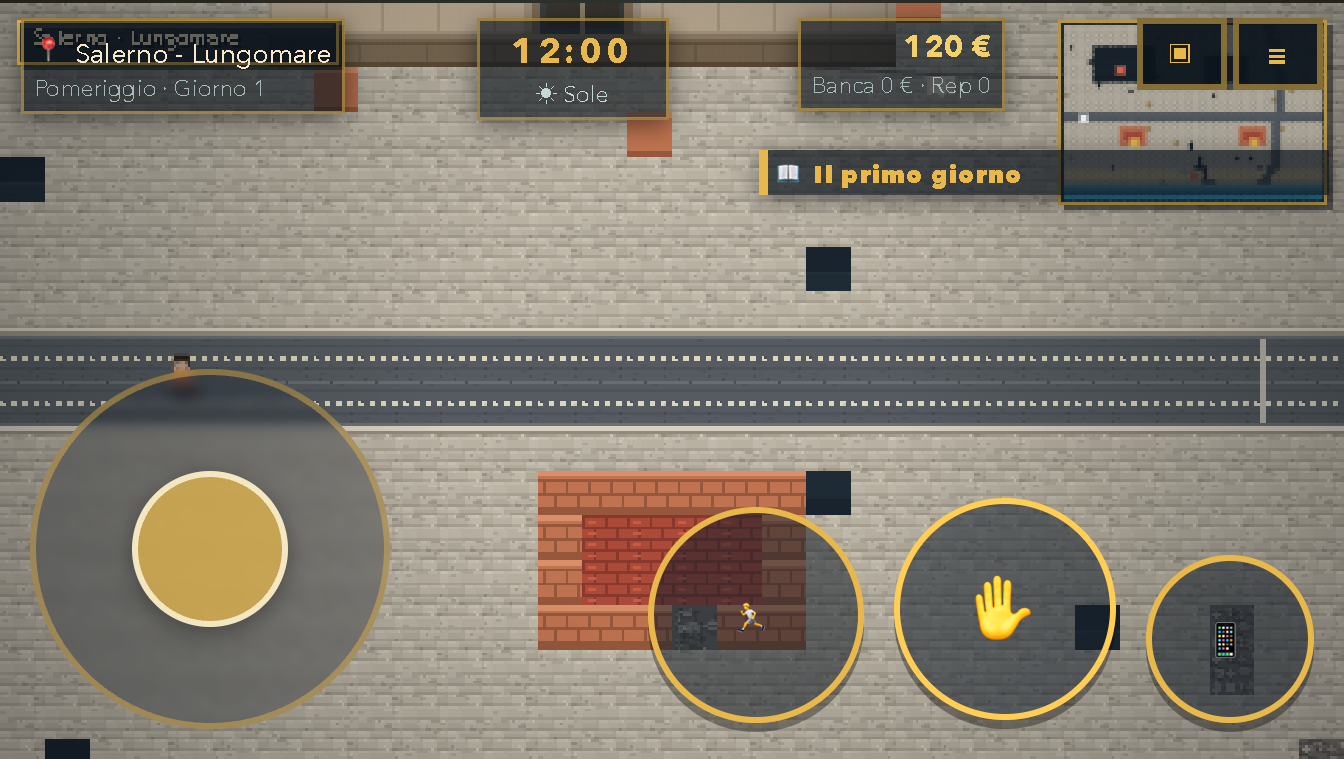 Salerno · Lungomare
Salerno - Lungomare
Pomeriggio · Giorno 1
12:00
Sole
120 €
Banca 0 € · Rep 0
Il primo giorno